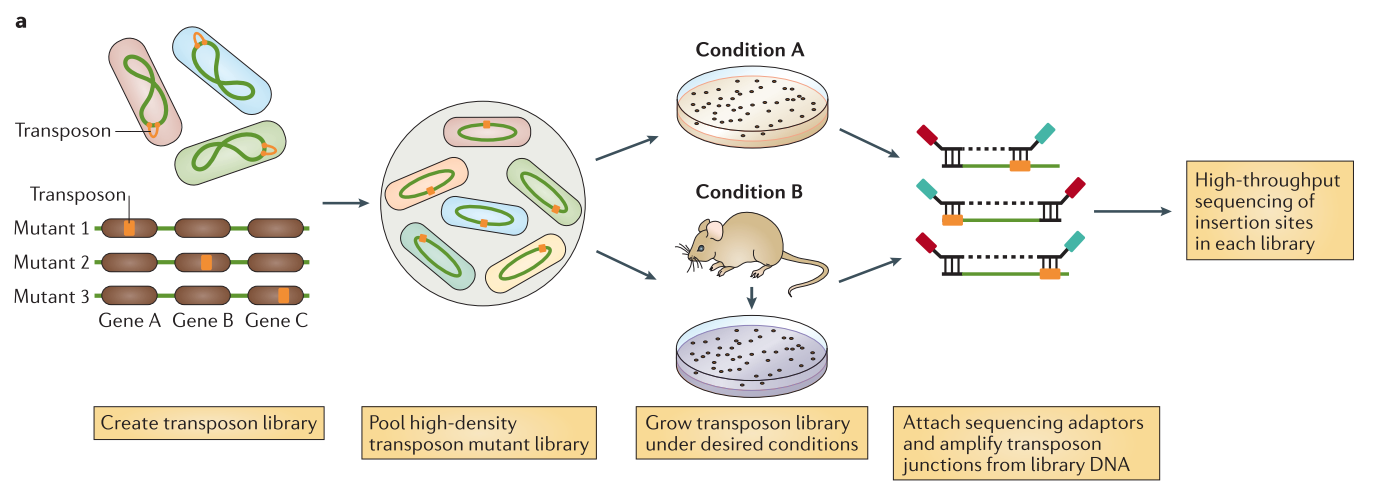 a
Transposon
Transposon
Mutant 1
Mutant 2
Mutant 3
Gene A Gene B Gene C
Create transposon library
Pool high-density
transposon mutant library
Condition A
Condition B
Grow transposon library
under desired conditions
Attach sequencing adaptors
and amplify transposon
junctions from library DNA
High-throughput
sequencing of
insertion sites
in each library